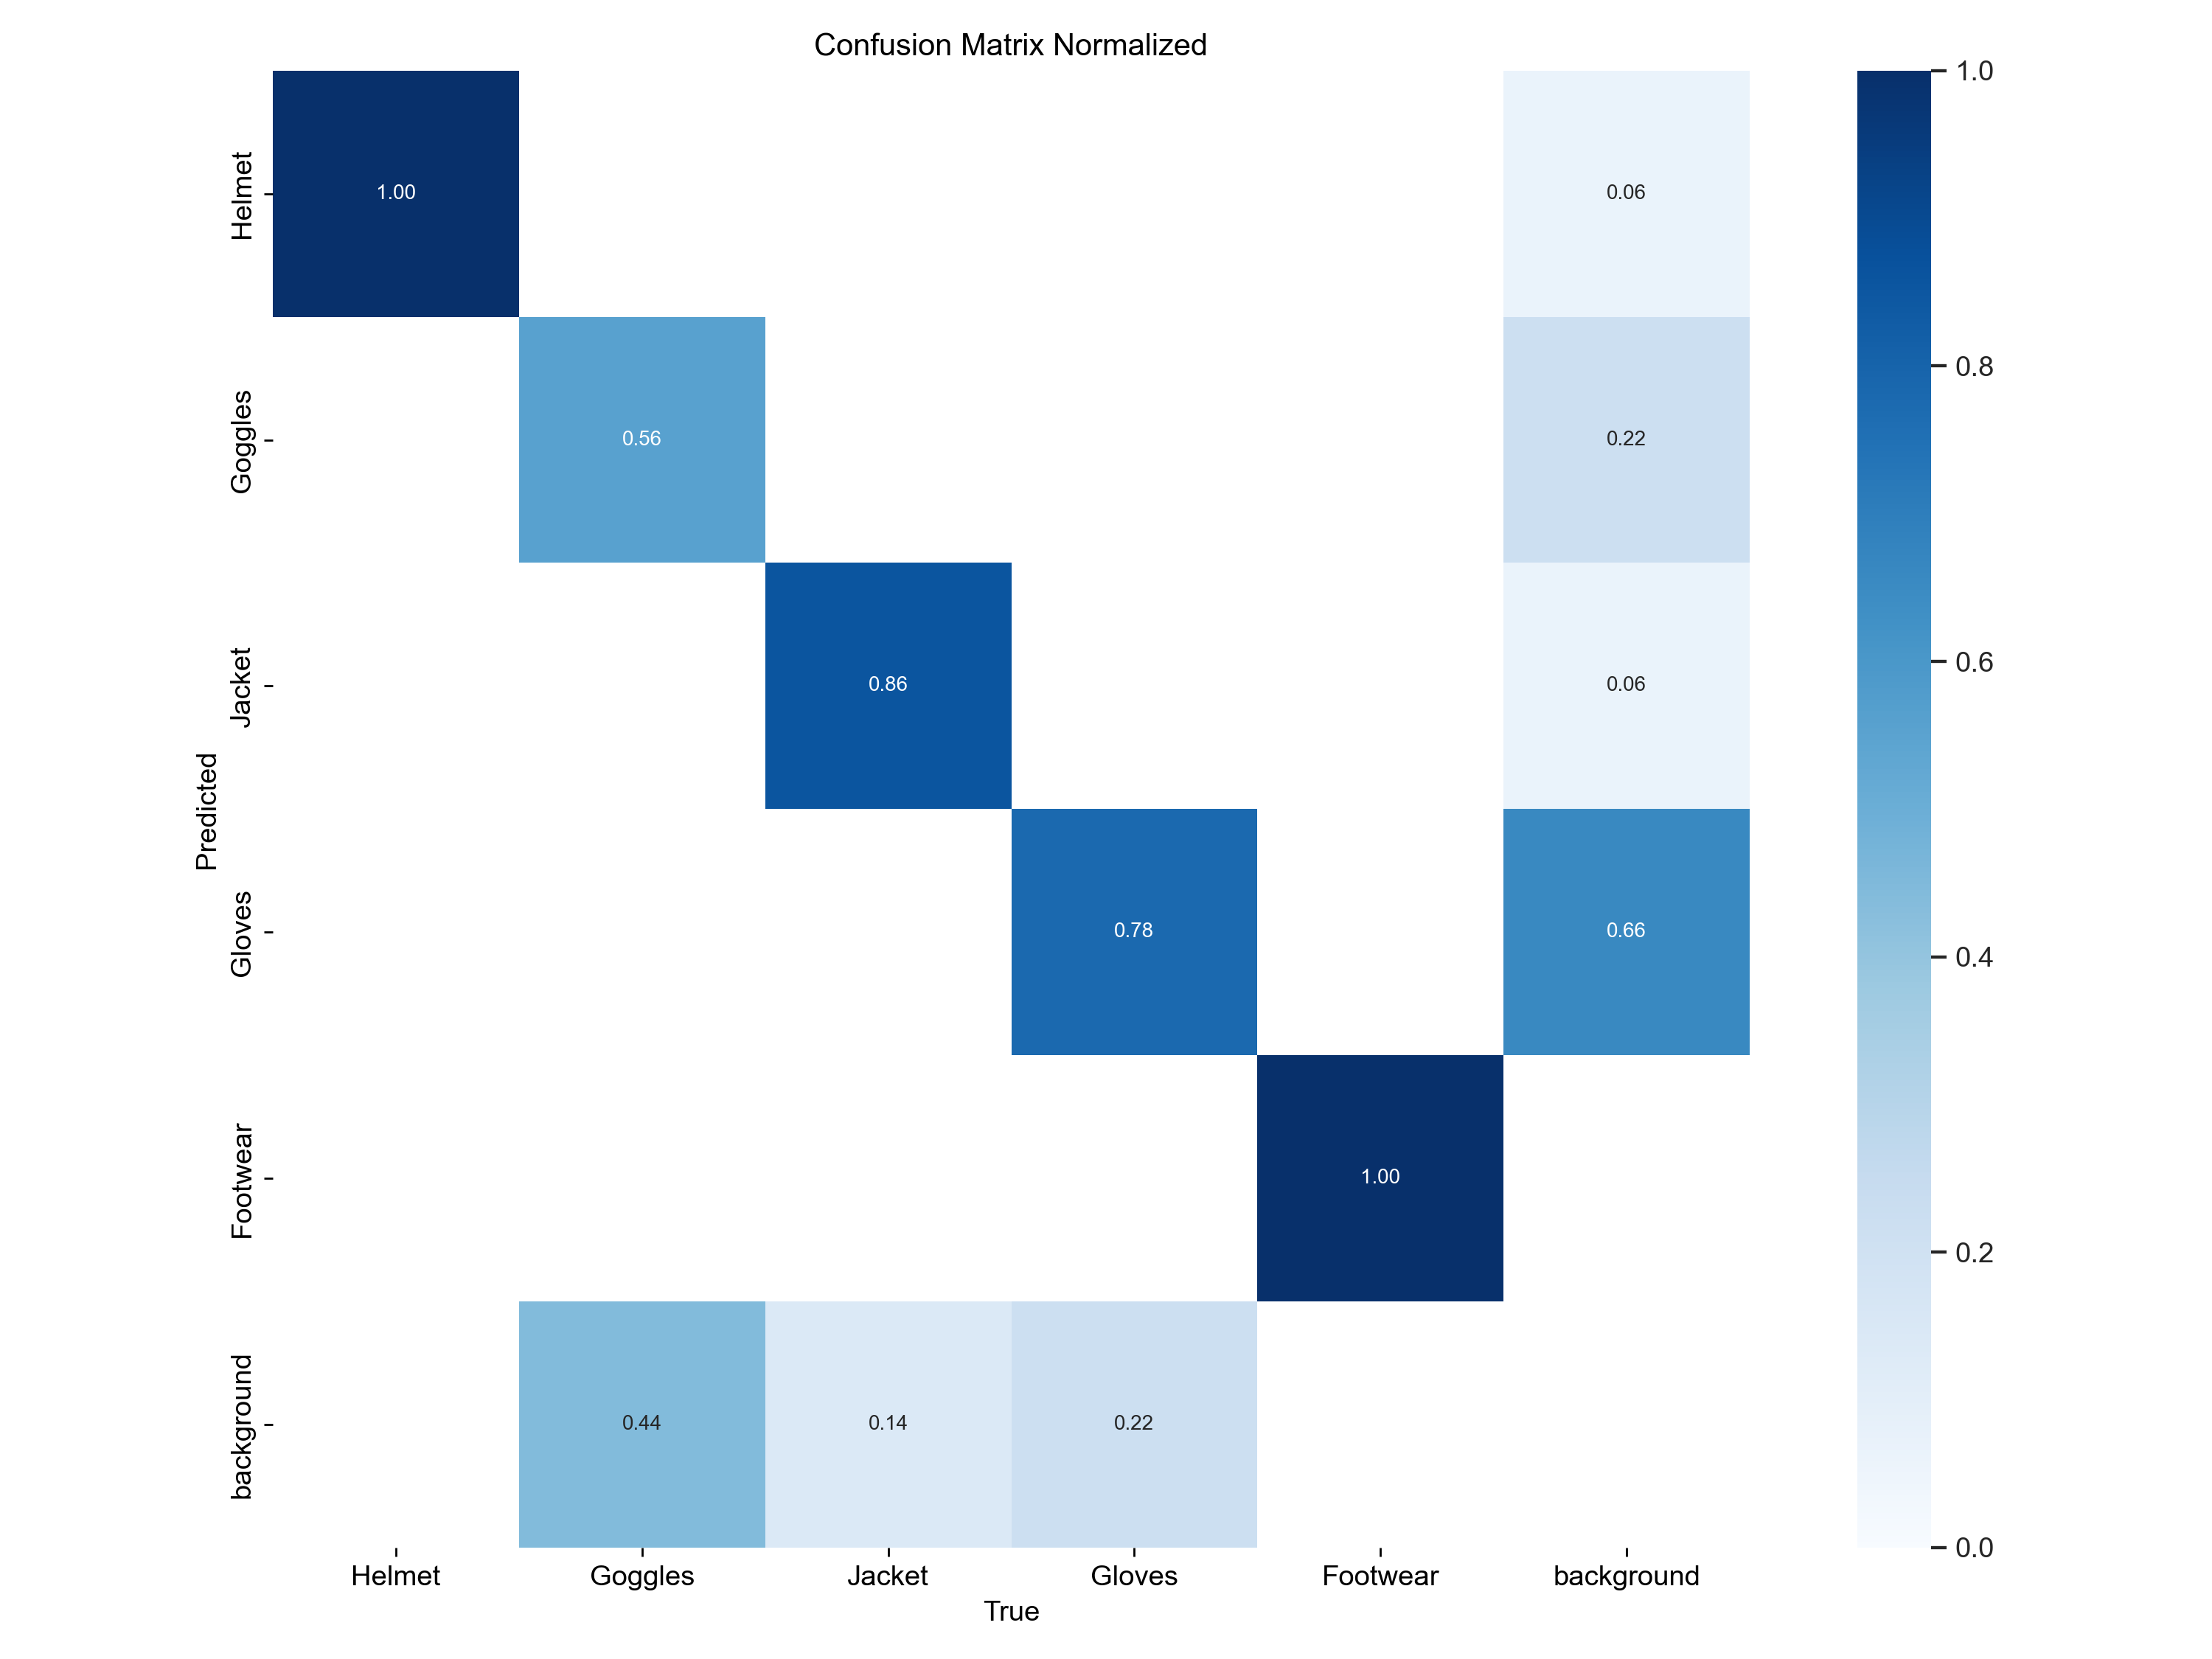 Confusion Matrix Normalized
Helmet
Goggles
Jacket
Gloves
Footwear
background
Predicted
1.00
0.06
0.56
0.22
0.86
0.06
0.78
0.66
1.00
0.44
0.14
0.22
Helmet
Goggles
Jacket
Gloves
Footwear
background
True
1.0
0.8
0.6
0.4
0.2
0.0